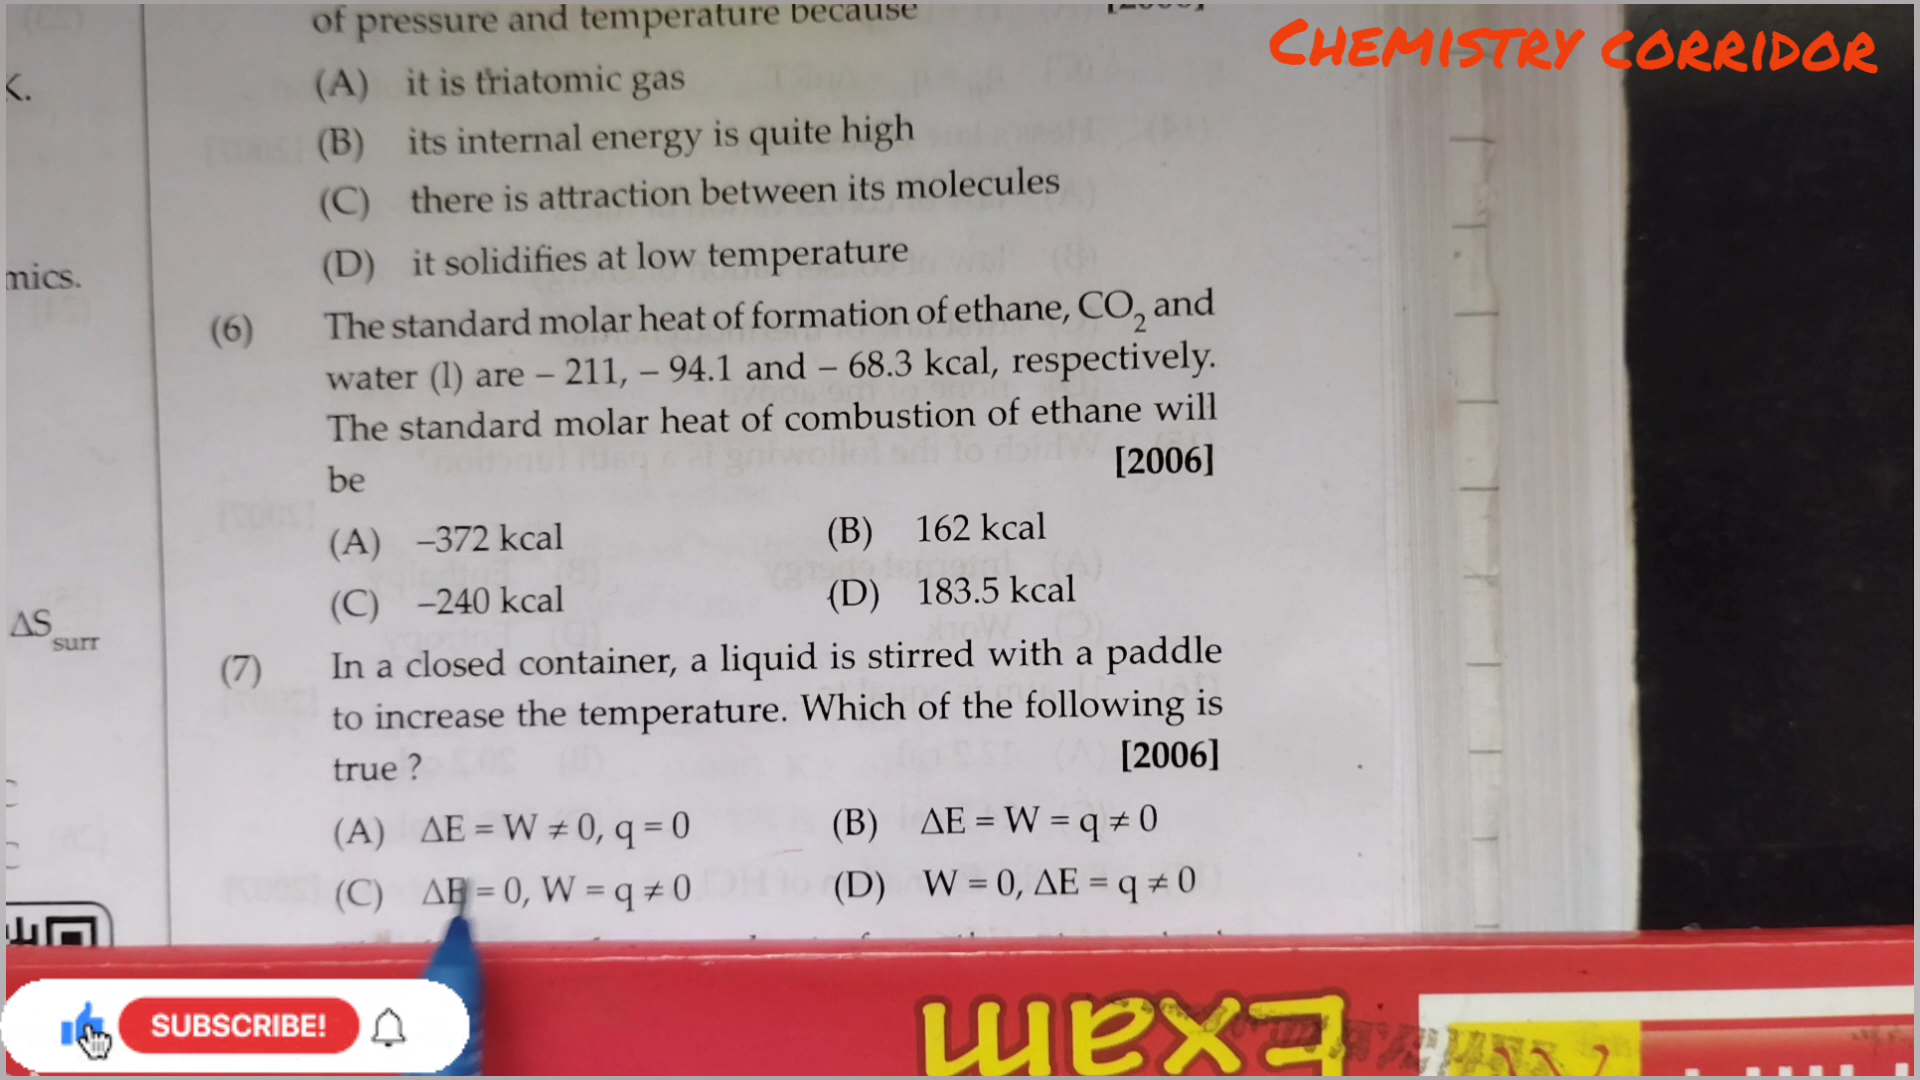 of pressure and temperature because
CHEMISTRY CORRIDOR
(A) it is triatomic gas
K.
(B) its internal energy is quite high
(C) there is attraction between its molecules
(D) it solidifies at low temperature
mics.
(6) The standard molar heat of formation of ethane, CO₂ and
water (l) are – 211, – 94.1 and – 68.3 kcal, respectively.
The standard molar heat of combustion of ethane will
be [2006]
(A) –372 kcal (B) 162 kcal
(C) –240 kcal (D) 183.5 kcal
ΔS surr
(7) In a closed container, a liquid is stirred with a paddle
to increase the temperature. Which of the following is
true ? [2006]
(A) ΔE = W ≠ 0, q = 0 (B) ΔE = W = q ≠ 0
(C) ΔE = 0, W = q ≠ 0 (D) W = 0, ΔE = q ≠ 0
SUBSCRIBE!
Exam